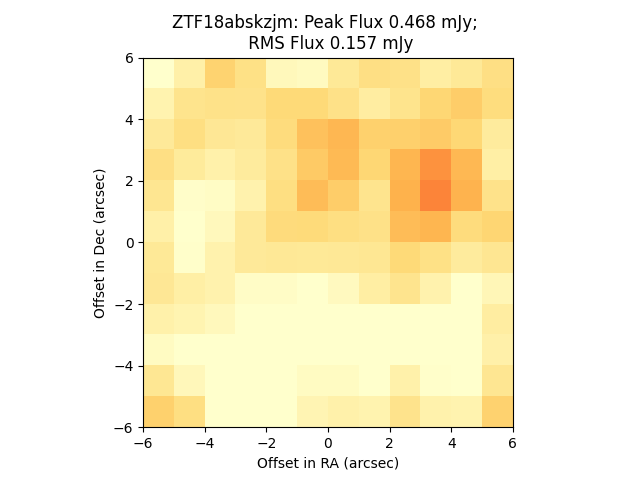 ZTF18abskzjm: Peak Flux 0.468 mJy;
RMS Flux 0.157 mJy
6
4
2
0
−2
−4
−6
Offset in Dec (arcsec)
−6 −4 −2 0 2 4 6
Offset in RA (arcsec)